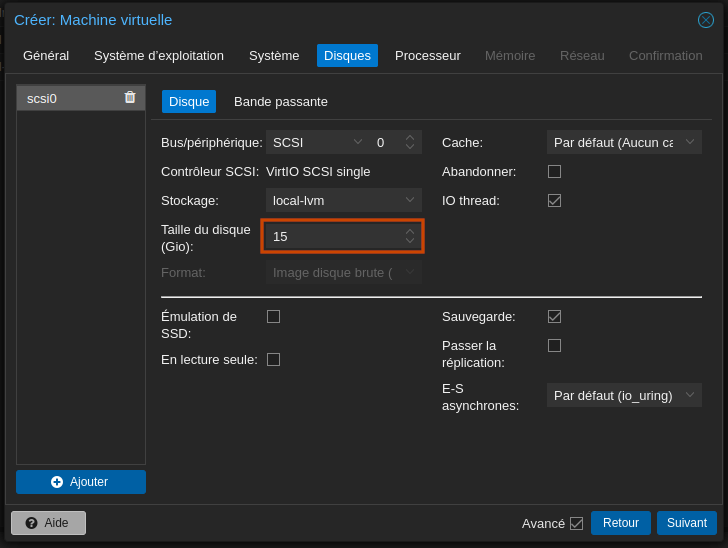 Créer: Machine virtuelle
Général Système d'exploitation Système Disques Processeur Mémoire Réseau Confirmation
scsi0
Disque Bande passante
Bus/périphérique: SCSI 0 Cache: Par défaut (Aucun ca
Contrôleur SCSI: VirtIO SCSI single Abandonner:
Stockage: local-lvm IO thread:
Taille du disque
(Gio): 15
Format: Image disque brute (
Émulation de
SSD:
Sauvegarde:
En lecture seule:
Passer la
réplication:
E-S
asynchrones: Par défaut (io_uring)
Ajouter
Aide Avancé Retour Suivant